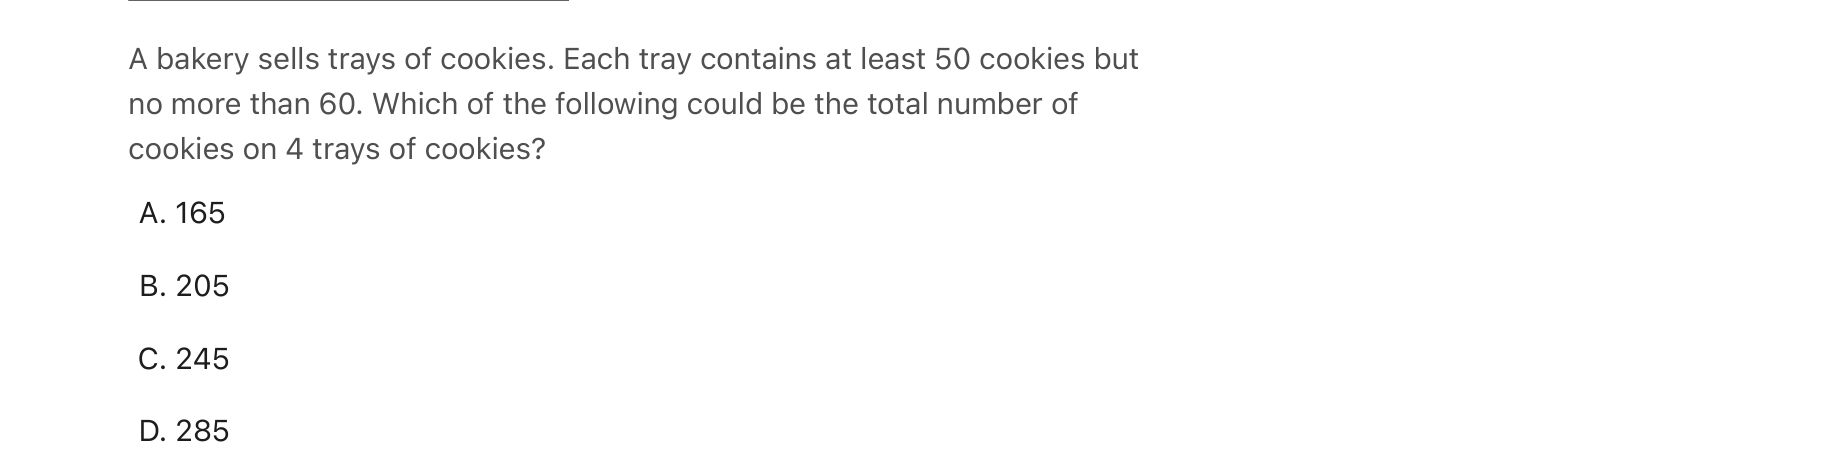 A bakery sells trays of cookies. Each tray contains at least 50 cookies but
no more than 60. Which of the following could be the total number of
cookies on 4 trays of cookies?
A. 165
B. 205
C. 245
D. 285